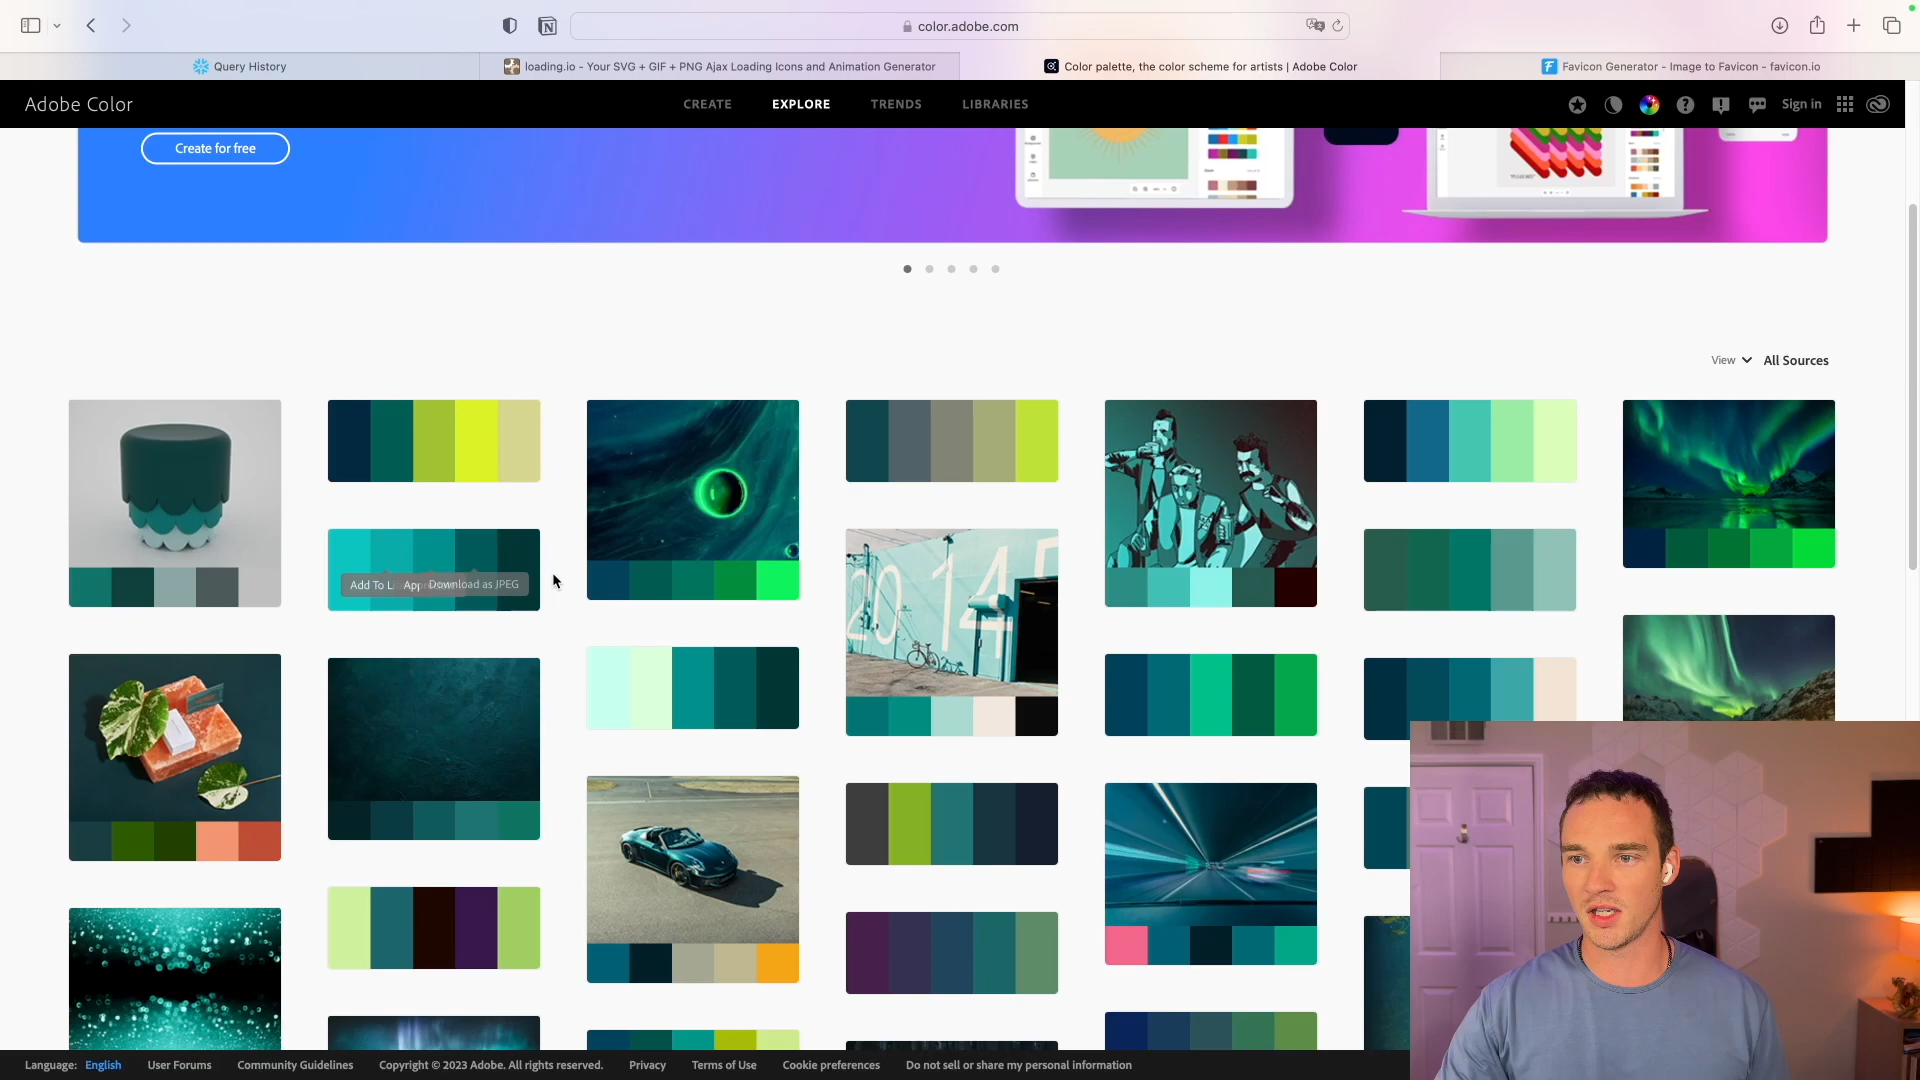 color.adobe.com
Query History
loading.io - Your SVG + GIF + PNG Ajax Loading Icons and Animation Generator
Color palette, the color scheme for artists | Adobe Color
Favicon Generator - Image to Favicon - favicon.io
Adobe Color
CREATE
EXPLORE
TRENDS
LIBRARIES
Sign in
Create for free
View
All Sources
Add To L
App
Download as JPEG
2014
Language:
English
User Forums
Community Guidelines
Copyright © 2023 Adobe. All rights reserved.
Privacy
Terms of Use
Cookie preferences
Do not sell or share my personal information